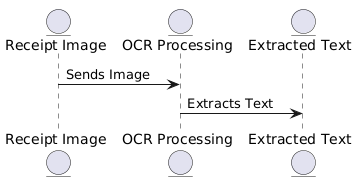 Receipt Image OCR Processing Extracted Text
Sends Image
Extracts Text
Receipt Image OCR Processing Extracted Text